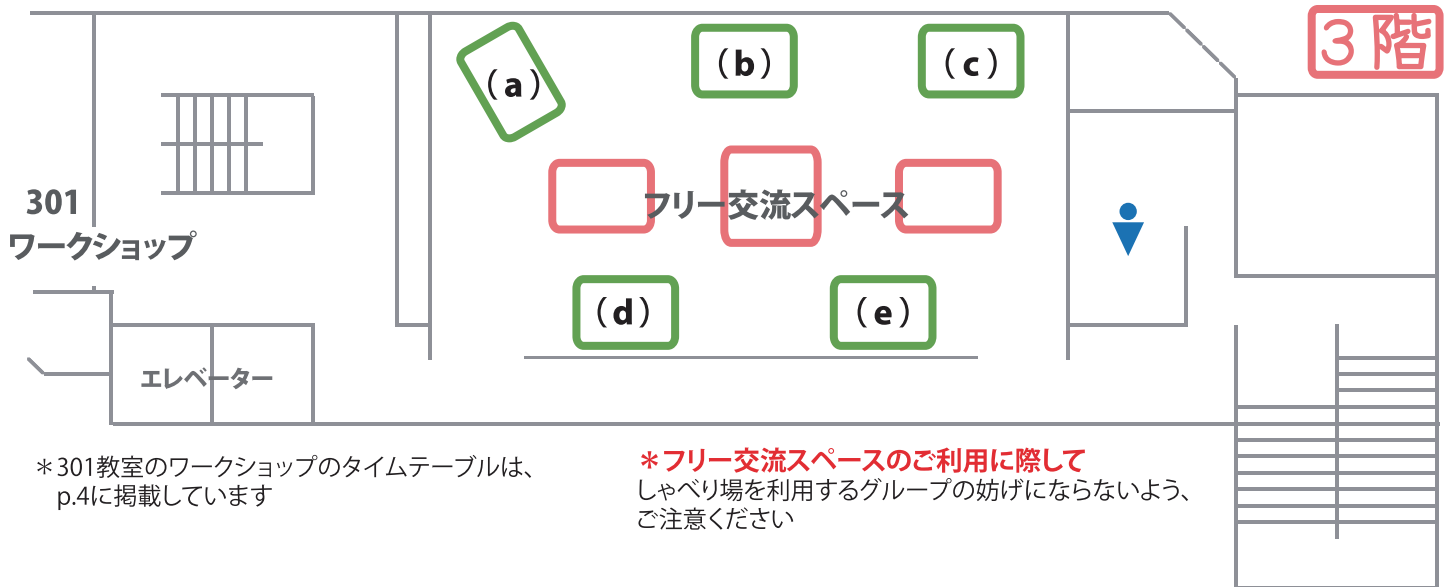 3階
(a)
(b)
(c)
301
ワークショップ
フリー交流スペース
(d)
(e)
エレベーター
＊301教室のワークショップのタイムテーブルは、
p.4に掲載しています
＊フリー交流スペースのご利用に際して
しゃべり場を利用するグループの妨げにならないよう、
ご注意ください